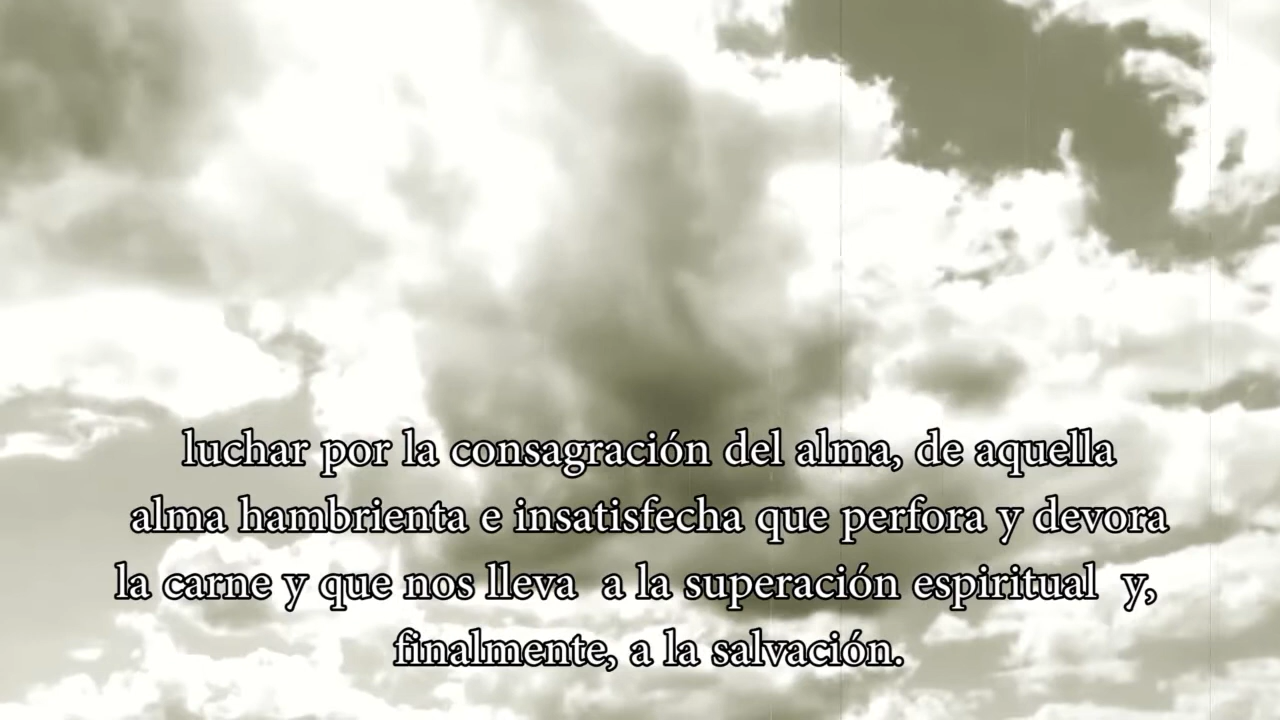 luchar por la consagración del alma, de aquella
alma hambrienta e insatisfecha que perfora y devora
la carne y que nos lleva  a la superación espiritual  y,
finalmente, a la salvación.